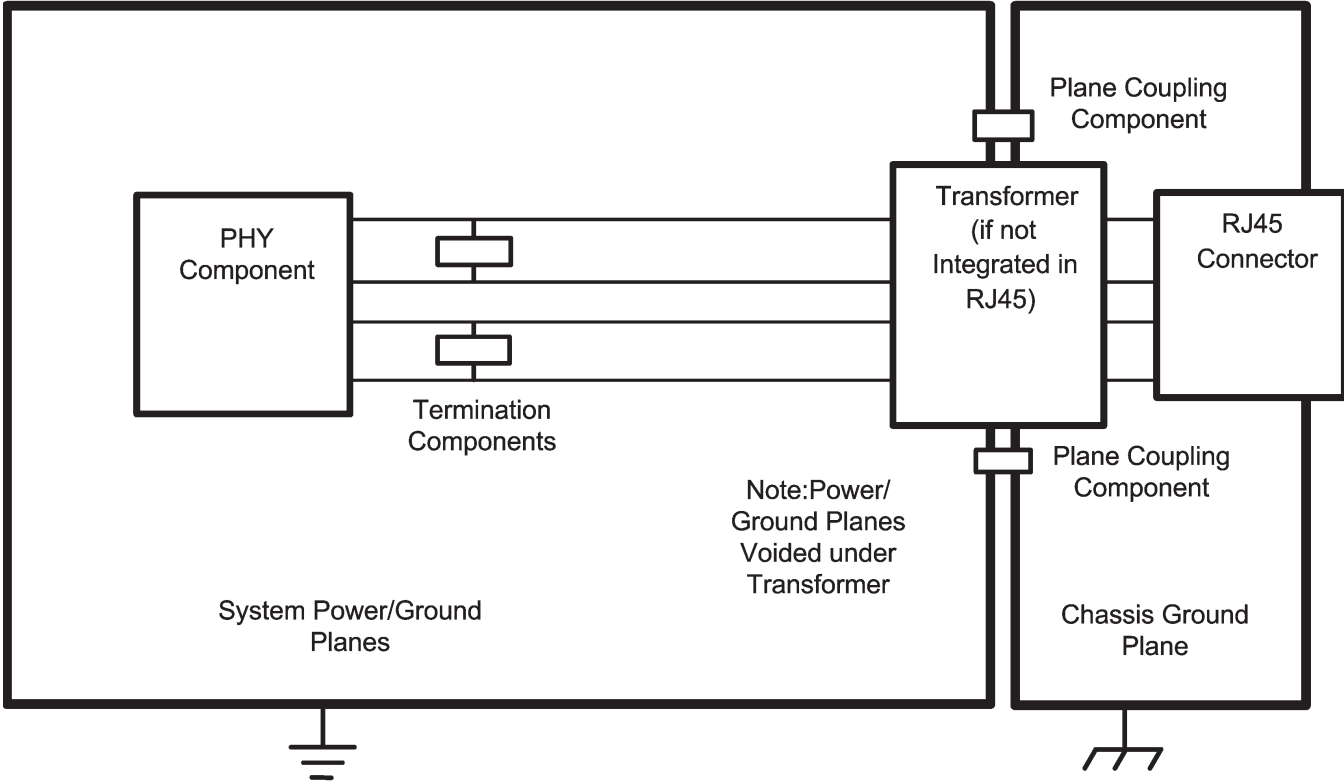 Plane Coupling
Component
PHY
Component
Transformer
(if not
Integrated in
RJ45)
RJ45
Connector
Termination
Components
Plane Coupling
Component
Note:Power/
Ground Planes
Voided under
Transformer
System Power/Ground
Planes
Chassis Ground
Plane